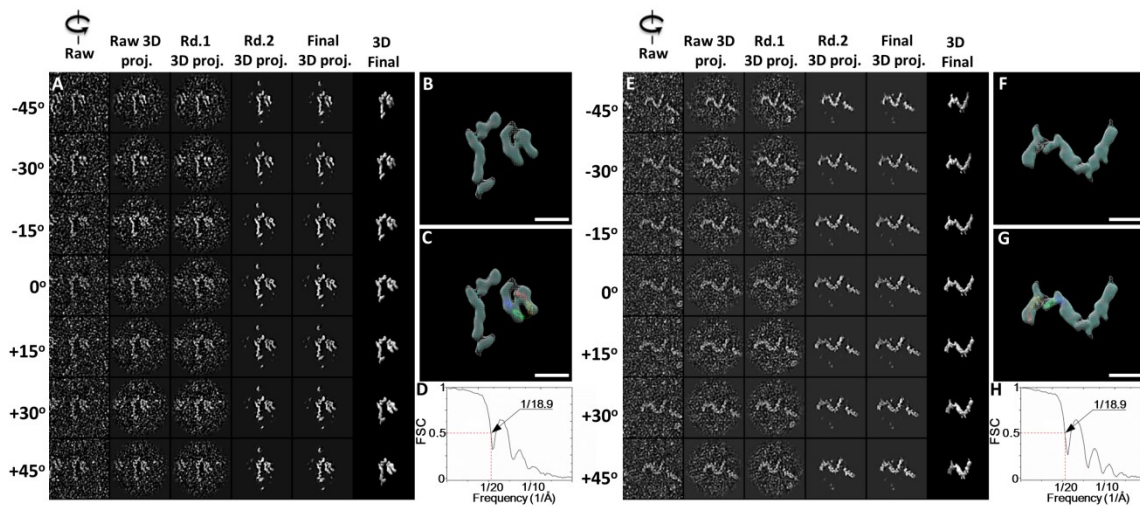 Raw
Raw 3D proj.
Rd.1 3D proj.
Rd.2 3D proj.
Final 3D proj.
3D Final
A
-45º
-30º
-15º
0º
+15º
+30º
+45º
B
C
D
1
0.5
0
FSC
1/18.9
1/20
1/10
Frequency (1/Å)
Raw
Raw 3D proj.
Rd.1 3D proj.
Rd.2 3D proj.
Final 3D proj.
3D Final
E
-45º
-30º
-15º
0º
+15º
+30º
+45º
F
G
H
1
0.5
0
FSC
1/18.9
1/20
1/10
Frequency (1/Å)